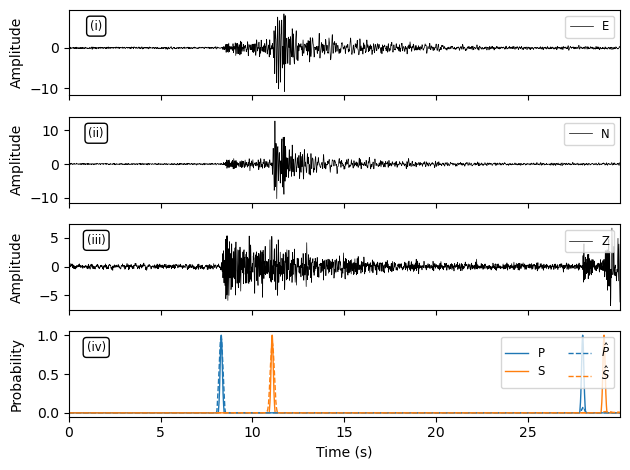 Amplitude
0
−10
(i)
E
Amplitude
10
0
−10
(ii)
N
Amplitude
5
0
−5
(iii)
Z
Probability
1.0
0.5
0.0
(iv)
P
S
P̂
Ŝ
0 5 10 15 20 25
Time (s)